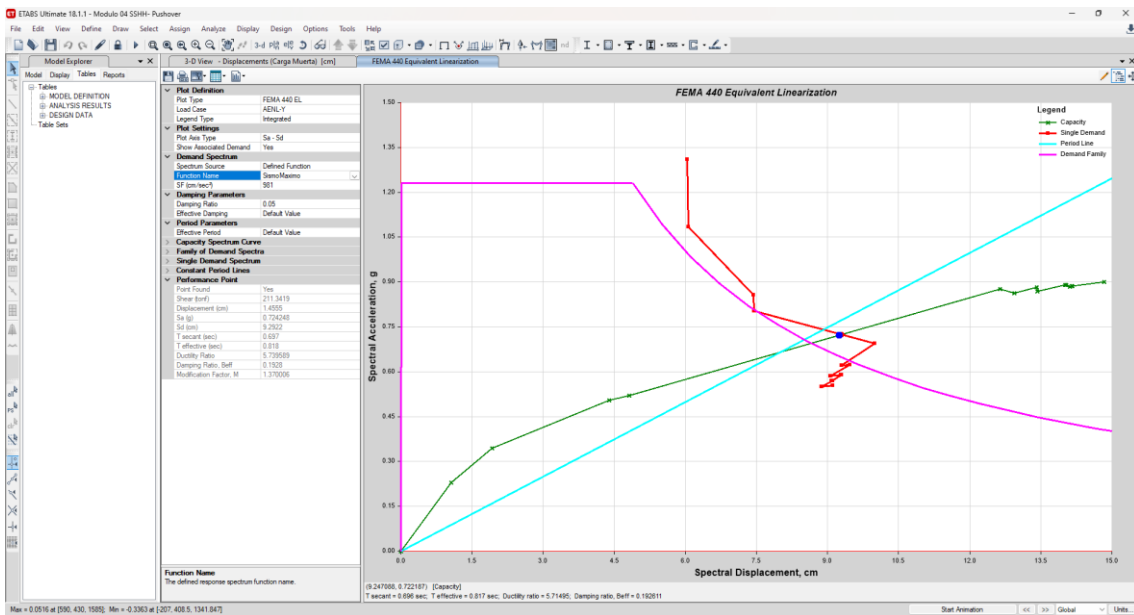 ETABS Ultimate 18.1.1 - Modulo 04 SSHH- Pushover
File Edit View Define Draw Select Assign Analyze Display Design Options Tools Help
3-d
nd
Model Explorer
Model Display Tables Reports
Tables
MODEL DEFINITION
ANALYSIS RESULTS
DESIGN DATA
Table Sets
3-D View - Displacements (Carga Muerta) [cm]
FEMA 440 Equivalent Linearization
Plot Definition
Plot Type FEMA 440 EL
Load Case AENL-Y
Legend Type Integrated
Plot Settings
Plot Axis Type Sa - Sd
Show Associated Demand Yes
Demand Spectrum
Spectrum Source Defined Function
Function Name SismoMaximo
SF (cm/sec²) 981
Damping Parameters
Damping Ratio 0.05
Effective Damping Default Value
Period Parameters
Effective Period Default Value
Capacity Spectrum Curve
Family of Demand Spectra
Single Demand Spectrum
Constant Period Lines
Performance Point
Point Found Yes
Shear (tonf) 211.3419
Displacement (cm) 1.4555
Sa (g) 0.724248
Sd (cm) 9.2922
T secant (sec) 0.697
T effective (sec) 0.818
Ductility Ratio 5.739589
Damping Ratio, Beff 0.1928
Modification Factor, M 1.370006
Function Name
The defined response spectrum function name.
FEMA 440 Equivalent Linearization
Legend
Capacity
Single Demand
Period Line
Demand Family
Spectral Acceleration, g
1.50
1.35
1.20
1.05
0.90
0.75
0.60
0.45
0.30
0.15
0.00
0.0 1.5 3.0 4.5 6.0 7.5 9.0 10.5 12.0 13.5 15.0
Spectral Displacement, cm
(9.247088, 0.722187) [Capacity]
T secant = 0.696 sec; T effective = 0.817 sec; Ductility ratio = 5.71495; Damping ratio, Beff = 0.192611
Max = 0.0516 at [590, 430, 1585]; Min = -0.3363 at [-207, 408.5, 1341.847]
Start Animation << >> Global Units...